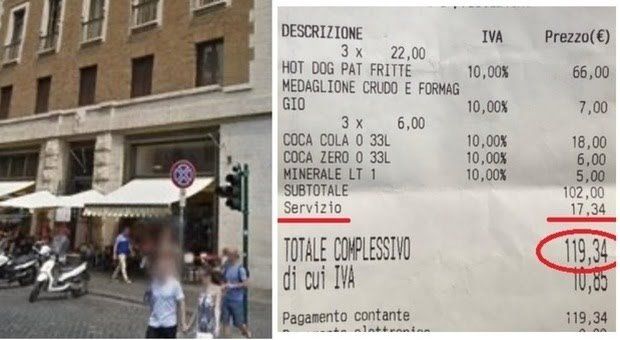 DESCRIZIONE IVA Prezzo(€)
3 x 22,00
HOT DOG PAT FRITTE 10,00% 66,00
MEDAGLIONE CRUDO E FORMAG
GIO 10,00% 7,00
3 x 6,00
COCA COLA 0 33L 10,00% 18,00
COCA ZERO 0 33L 10,00% 6,00
MINERALE LT 1 10,00% 5,00
SUBTOTALE 102,00
Servizio 17,34
TOTALE COMPLESSIVO 119,34
di cui IVA 10,85
Pagamento contante 119,34